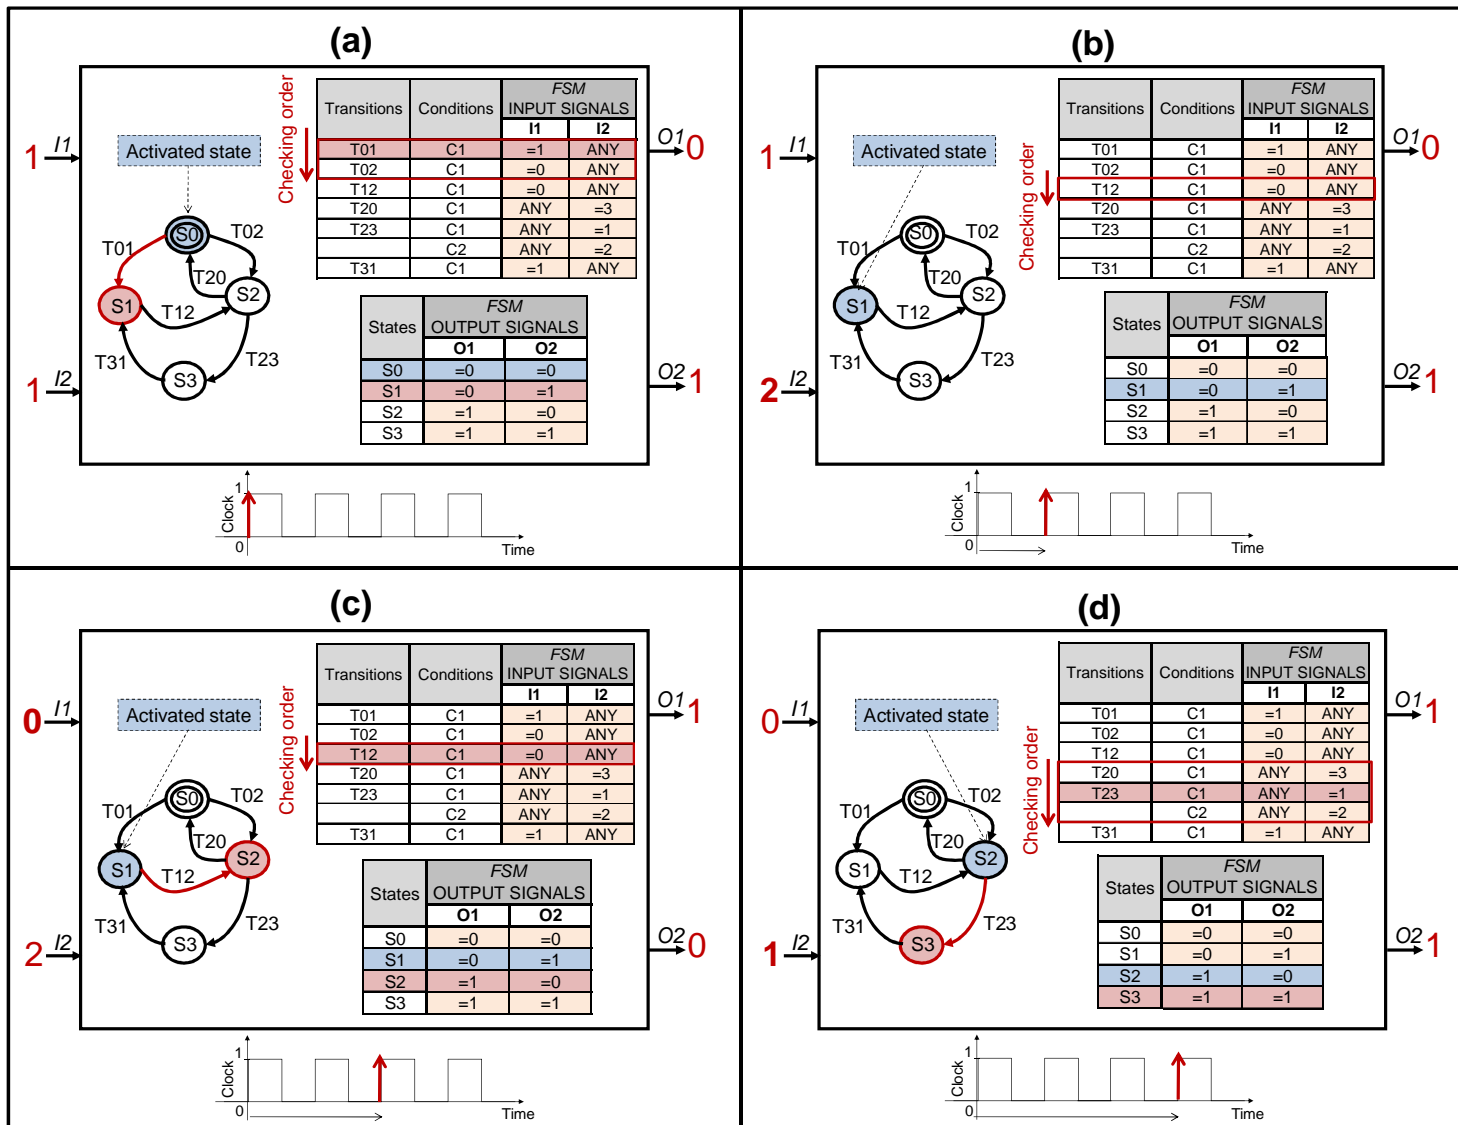 (a)
Checking order
Transitions Conditions FSM INPUT SIGNALS
I1 I2
T01 C1 =1 ANY
T02 C1 =0 ANY
T12 C1 =0 ANY
T20 C1 ANY =3
T23 C1 ANY =1
C2 ANY =2
T31 C1 =1 ANY
1 I1
O1 0
Activated state
S0
T01
T02
T20
S1
S2
T12
T31
T23
S3
1 I2
O2 1
States FSM OUTPUT SIGNALS
O1 O2
S0 =0 =0
S1 =0 =1
S2 =1 =0
S3 =1 =1
Clock
1
0
Time
(b)
Checking order
Transitions Conditions FSM INPUT SIGNALS
I1 I2
T01 C1 =1 ANY
T02 C1 =0 ANY
T12 C1 =0 ANY
T20 C1 ANY =3
T23 C1 ANY =1
C2 ANY =2
T31 C1 =1 ANY
1 I1
O1 0
Activated state
S0
T01
T02
T20
S1
S2
T12
T31
T23
S3
2 I2
O2 1
States FSM OUTPUT SIGNALS
O1 O2
S0 =0 =0
S1 =0 =1
S2 =1 =0
S3 =1 =1
Clock
1
0
Time
(c)
Checking order
Transitions Conditions FSM INPUT SIGNALS
I1 I2
T01 C1 =1 ANY
T02 C1 =0 ANY
T12 C1 =0 ANY
T20 C1 ANY =3
T23 C1 ANY =1
C2 ANY =2
T31 C1 =1 ANY
0 I1
O1 1
Activated state
S0
T01
T02
T20
S1
S2
T12
T31
T23
S3
2 I2
O2 0
States FSM OUTPUT SIGNALS
O1 O2
S0 =0 =0
S1 =0 =1
S2 =1 =0
S3 =1 =1
Clock
1
0
Time
(d)
Checking order
Transitions Conditions FSM INPUT SIGNALS
I1 I2
T01 C1 =1 ANY
T02 C1 =0 ANY
T12 C1 =0 ANY
T20 C1 ANY =3
T23 C1 ANY =1
C2 ANY =2
T31 C1 =1 ANY
0 I1
O1 1
Activated state
S0
T01
T02
T20
S1
S2
T12
T31
T23
S3
1 I2
O2 1
States FSM OUTPUT SIGNALS
O1 O2
S0 =0 =0
S1 =0 =1
S2 =1 =0
S3 =1 =1
Clock
1
0
Time